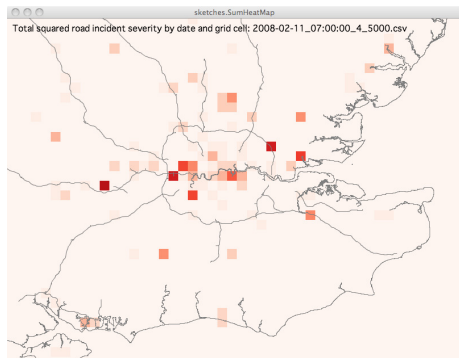 sketches.SumHeatMap
Total squared road incident severity by date and grid cell: 2008-02-11_07:00:00_4_5000.csv